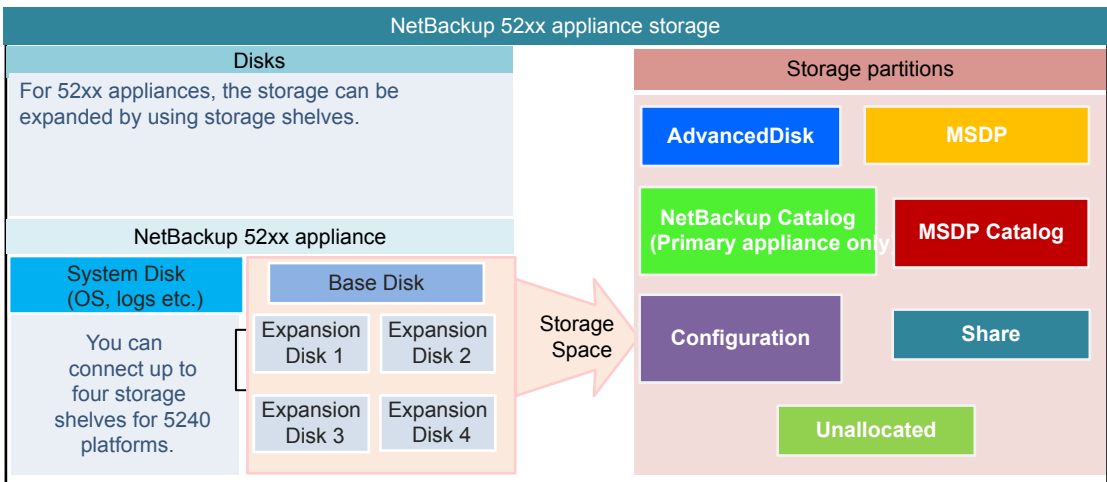 NetBackup 52xx appliance storage
Disks
For 52xx appliances, the storage can be
expanded by using storage shelves.
NetBackup 52xx appliance
System Disk
(OS, logs etc.)
You can
connect up to
four storage
shelves for 5240
platforms.
Base Disk
Expansion
Disk 1
Expansion
Disk 2
Expansion
Disk 3
Expansion
Disk 4
Storage
Space
Storage partitions
AdvancedDisk
MSDP
NetBackup Catalog
(Primary appliance only)
MSDP Catalog
Configuration
Share
Unallocated